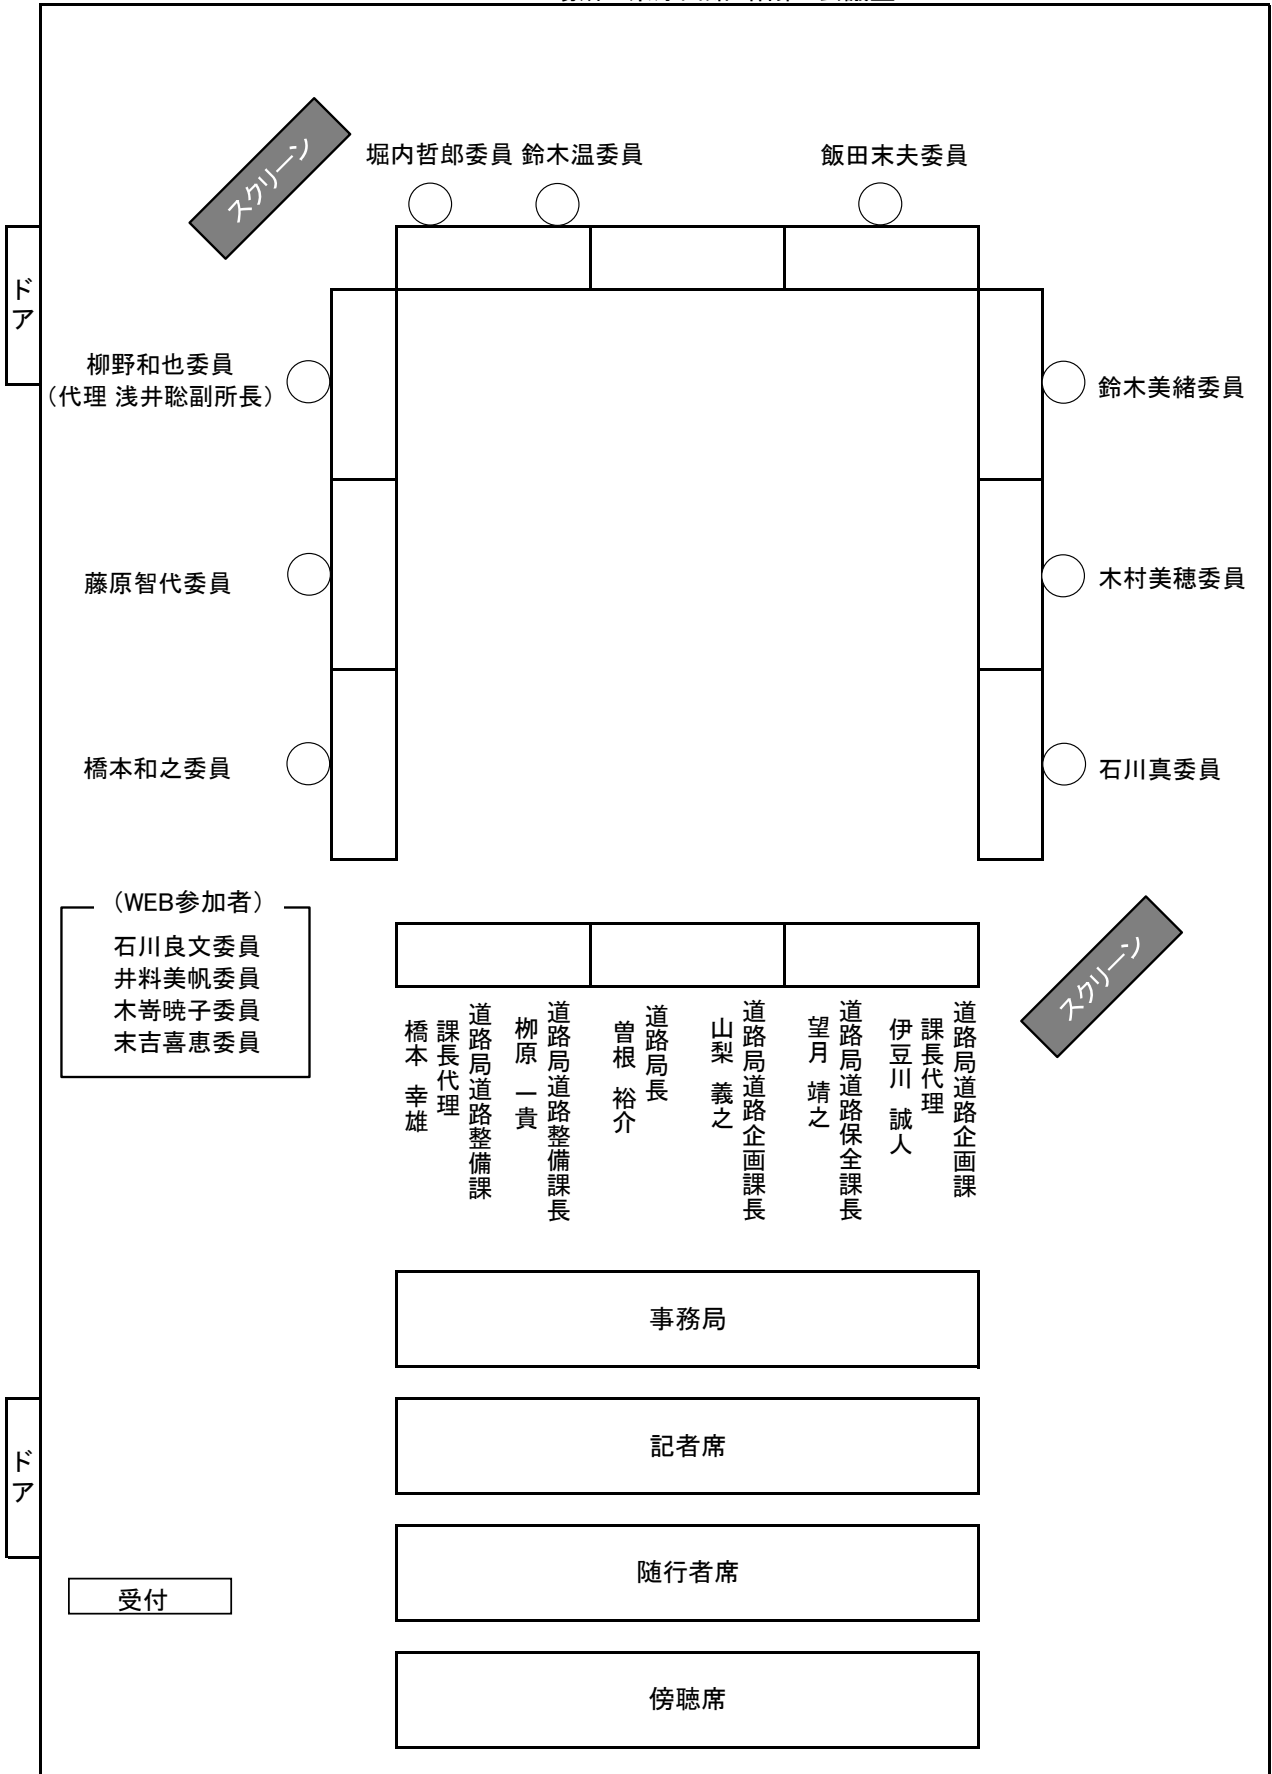 スクリーン
堀内哲郎委員 鈴木温委員 飯田末夫委員
ドア
柳野和也委員
（代理 浅井聡副所長）
鈴木美緒委員
藤原智代委員
木村美穂委員
橋本和之委員
石川真委員
（WEB参加者）
石川良文委員
井料美帆委員
木嵜暁子委員
末吉喜恵委員
スクリーン
道路局道路企画課
課長代理
伊豆川 誠人
道路局道路保全課長
望月 靖之
道路局道路企画課長
山梨 義之
道路局長
曽根 裕介
道路局道路整備課長
栁原 一貴
道路局道路整備課
課長代理
橋本 幸雄
事務局
ドア
記者席
随行者席
受付
傍聴席